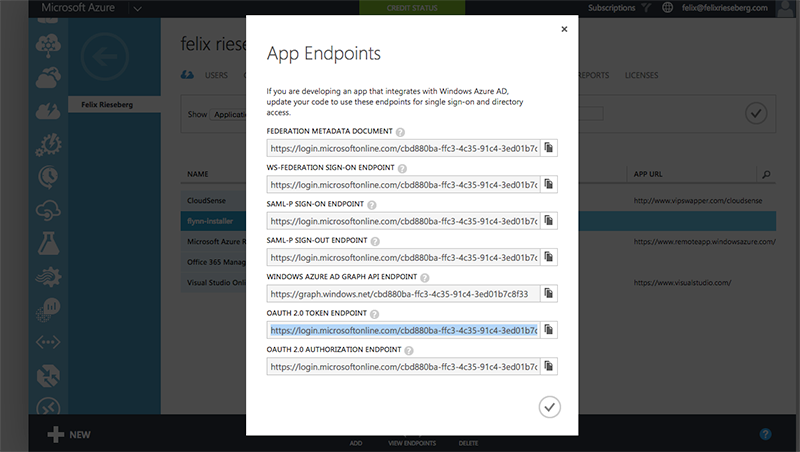 Microsoft Azure
CREDIT STATUS
Subscriptions
felix@felixrieseberg.com
felix riese
USERS
REPORTS
LICENSES
Felix Rieseberg
Show
Applicatio
NAME
APP URL
CloudSense
http://www.vipswapper.com/cloudsense
flynn-installer
Microsoft Azure R
https://www.remoteapp.windowsazure.com/
Office 365 Manag
Visual Studio Onli
https://www.visualstudio.com/
App Endpoints
If you are developing an app that integrates with Windows Azure AD,
update your code to use these endpoints for single sign-on and directory
access.
FEDERATION METADATA DOCUMENT
https://login.microsoftonline.com/cbd880ba-ffc3-4c35-91c4-3ed01b7c
WS-FEDERATION SIGN-ON ENDPOINT
https://login.microsoftonline.com/cbd880ba-ffc3-4c35-91c4-3ed01b7c
SAML-P SIGN-ON ENDPOINT
https://login.microsoftonline.com/cbd880ba-ffc3-4c35-91c4-3ed01b7c
SAML-P SIGN-OUT ENDPOINT
https://login.microsoftonline.com/cbd880ba-ffc3-4c35-91c4-3ed01b7c
WINDOWS AZURE AD GRAPH API ENDPOINT
https://graph.windows.net/cbd880ba-ffc3-4c35-91c4-3ed01b7c8f33
OAUTH 2.0 TOKEN ENDPOINT
https://login.microsoftonline.com/cbd880ba-ffc3-4c35-91c4-3ed01b7c
OAUTH 2.0 AUTHORIZATION ENDPOINT
https://login.microsoftonline.com/cbd880ba-ffc3-4c35-91c4-3ed01b7c
NEW
ADD
VIEW ENDPOINTS
DELETE